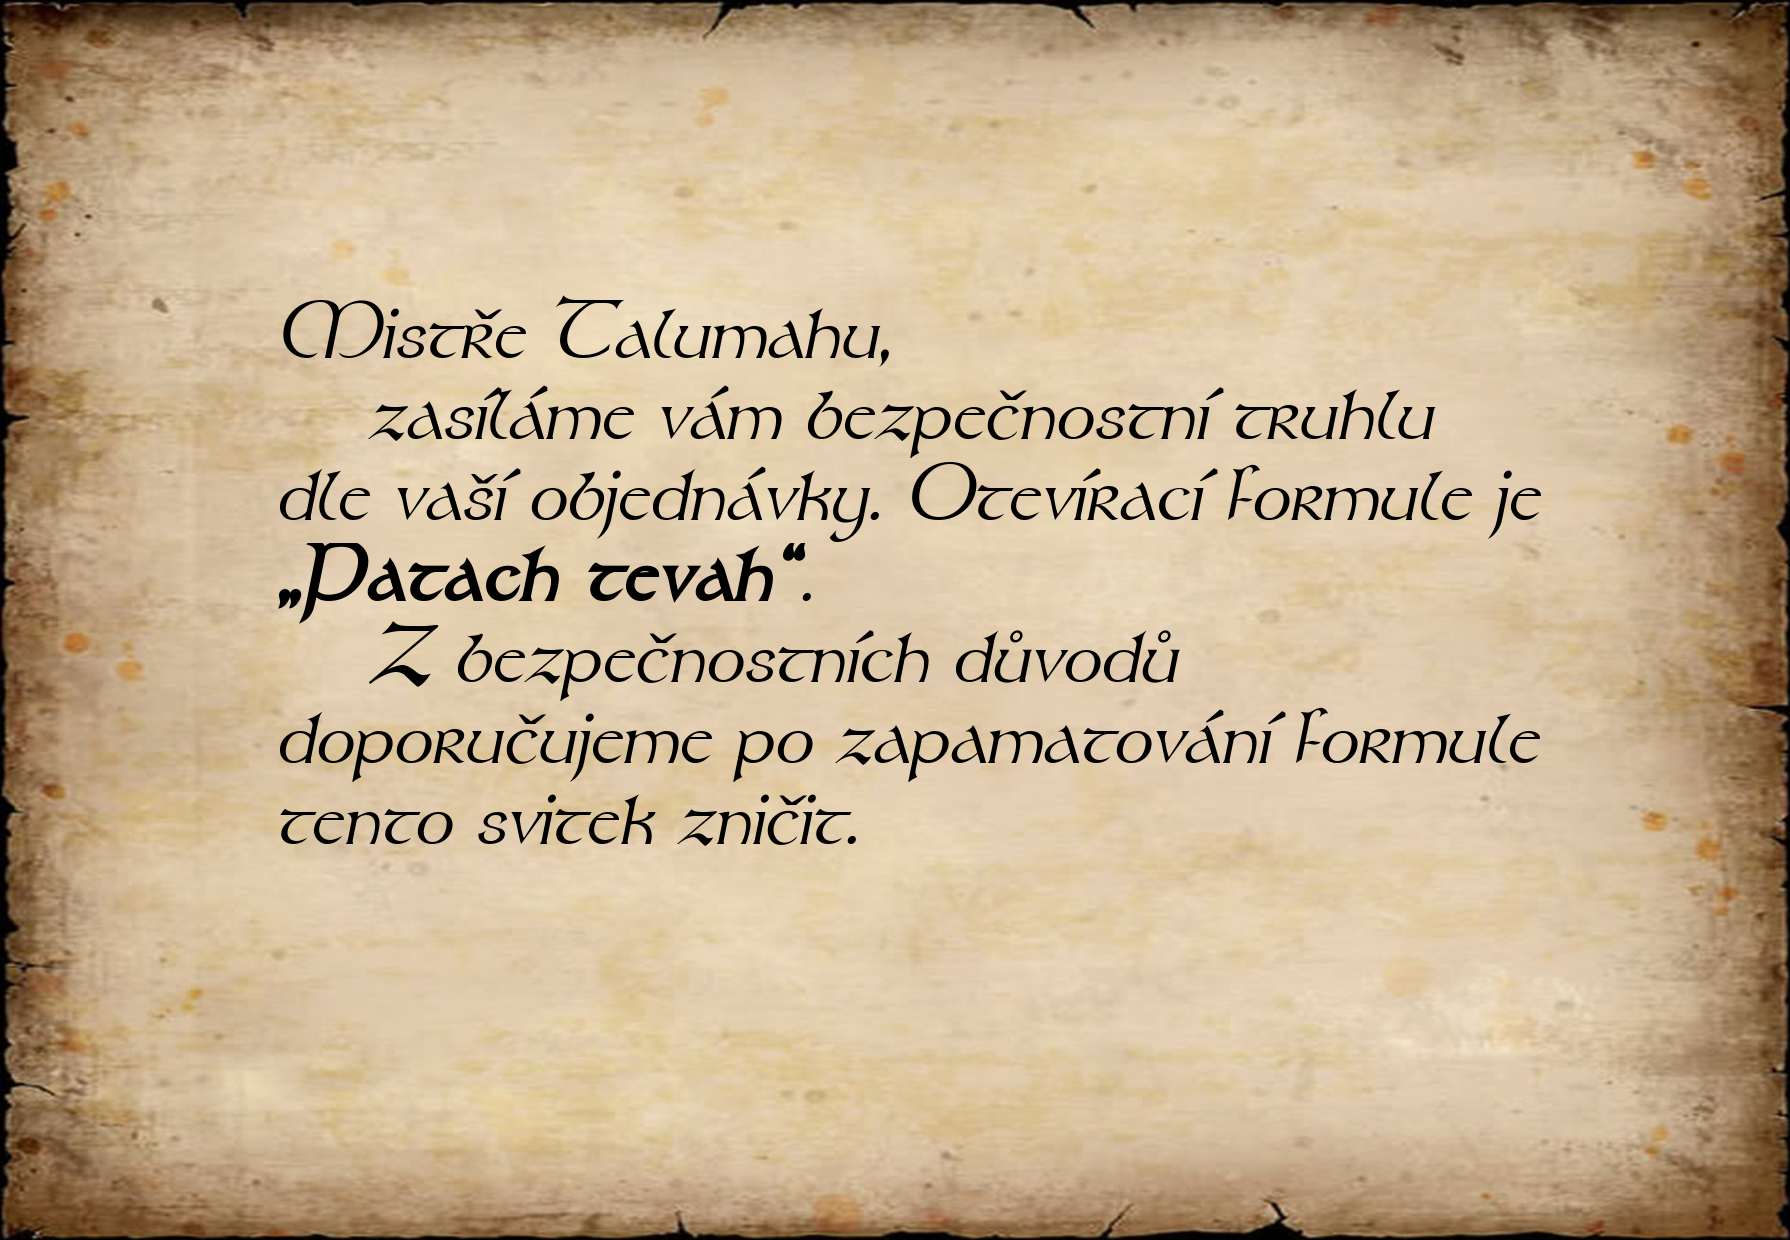 Mistře Talumahu,
zasíláme vám bezpečnostní truhlu
dle vaší objednávky. Otevírací formule je
„Patach tevah“.
Z bezpečnostních důvodů
doporučujeme po zapamatování formule
tento svitek zničit.